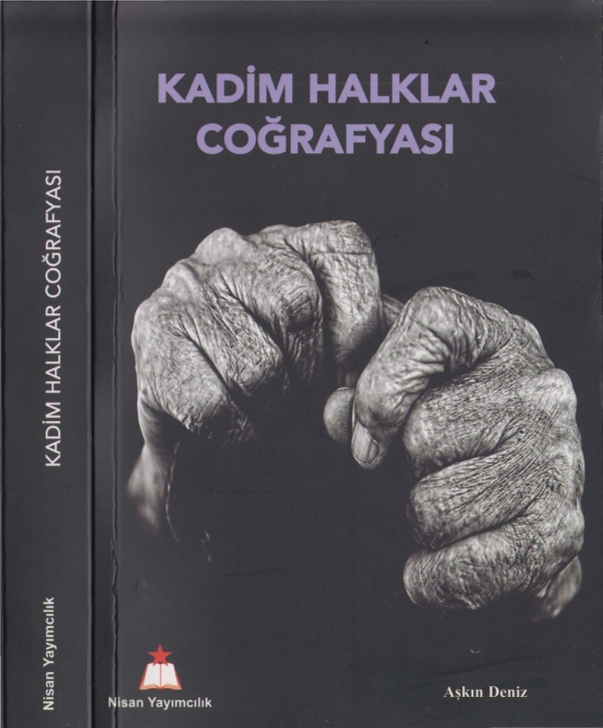 KADİM HALKLAR COĞRAFYASI
Nisan Yayımcılık
KADİM HALKLAR
COĞRAFYASI
Nisan Yayımcılık
Aşkın Deniz